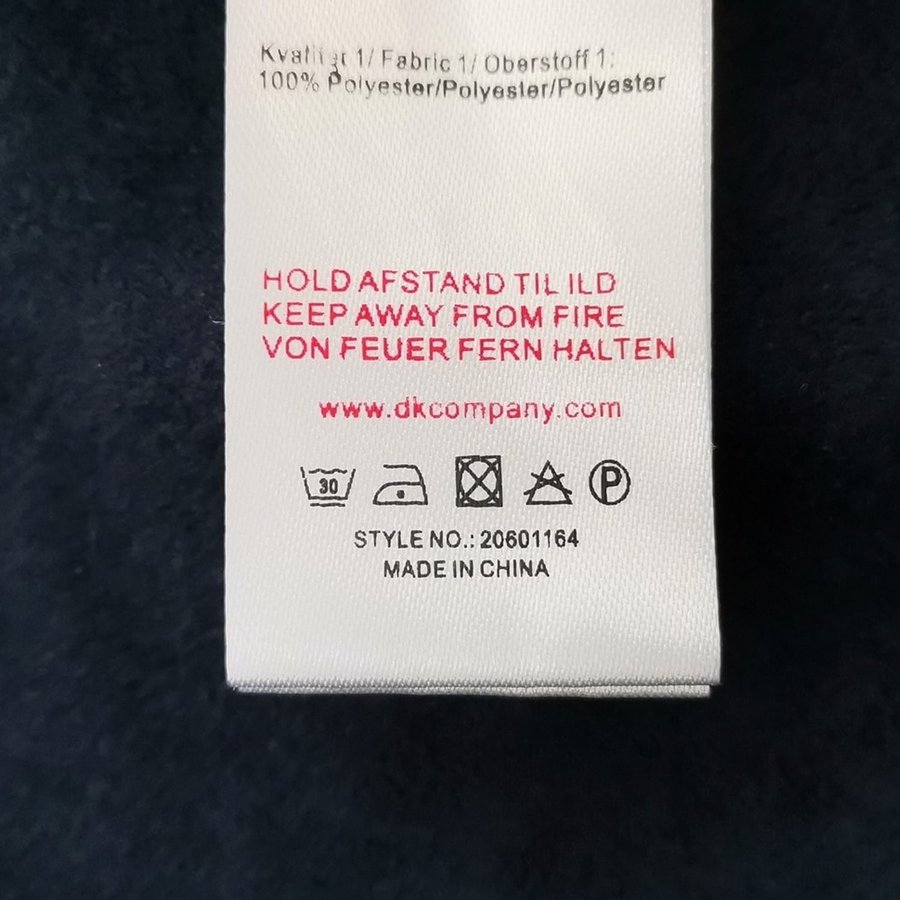 Kvalitet 1/ Fabric 1/ Oberstoff 1:
100% Polyester/Polyester/Polyester
HOLD AFSTAND TIL ILD
KEEP AWAY FROM FIRE
VON FEUER FERN HALTEN
www.dkcompany.com
30 P
STYLE NO.: 20601164
MADE IN CHINA